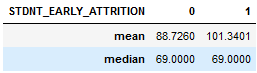 STDNT_EARLY_ATTRITION 0 1
mean 88.7260 101.3401
median 69.0000 69.0000